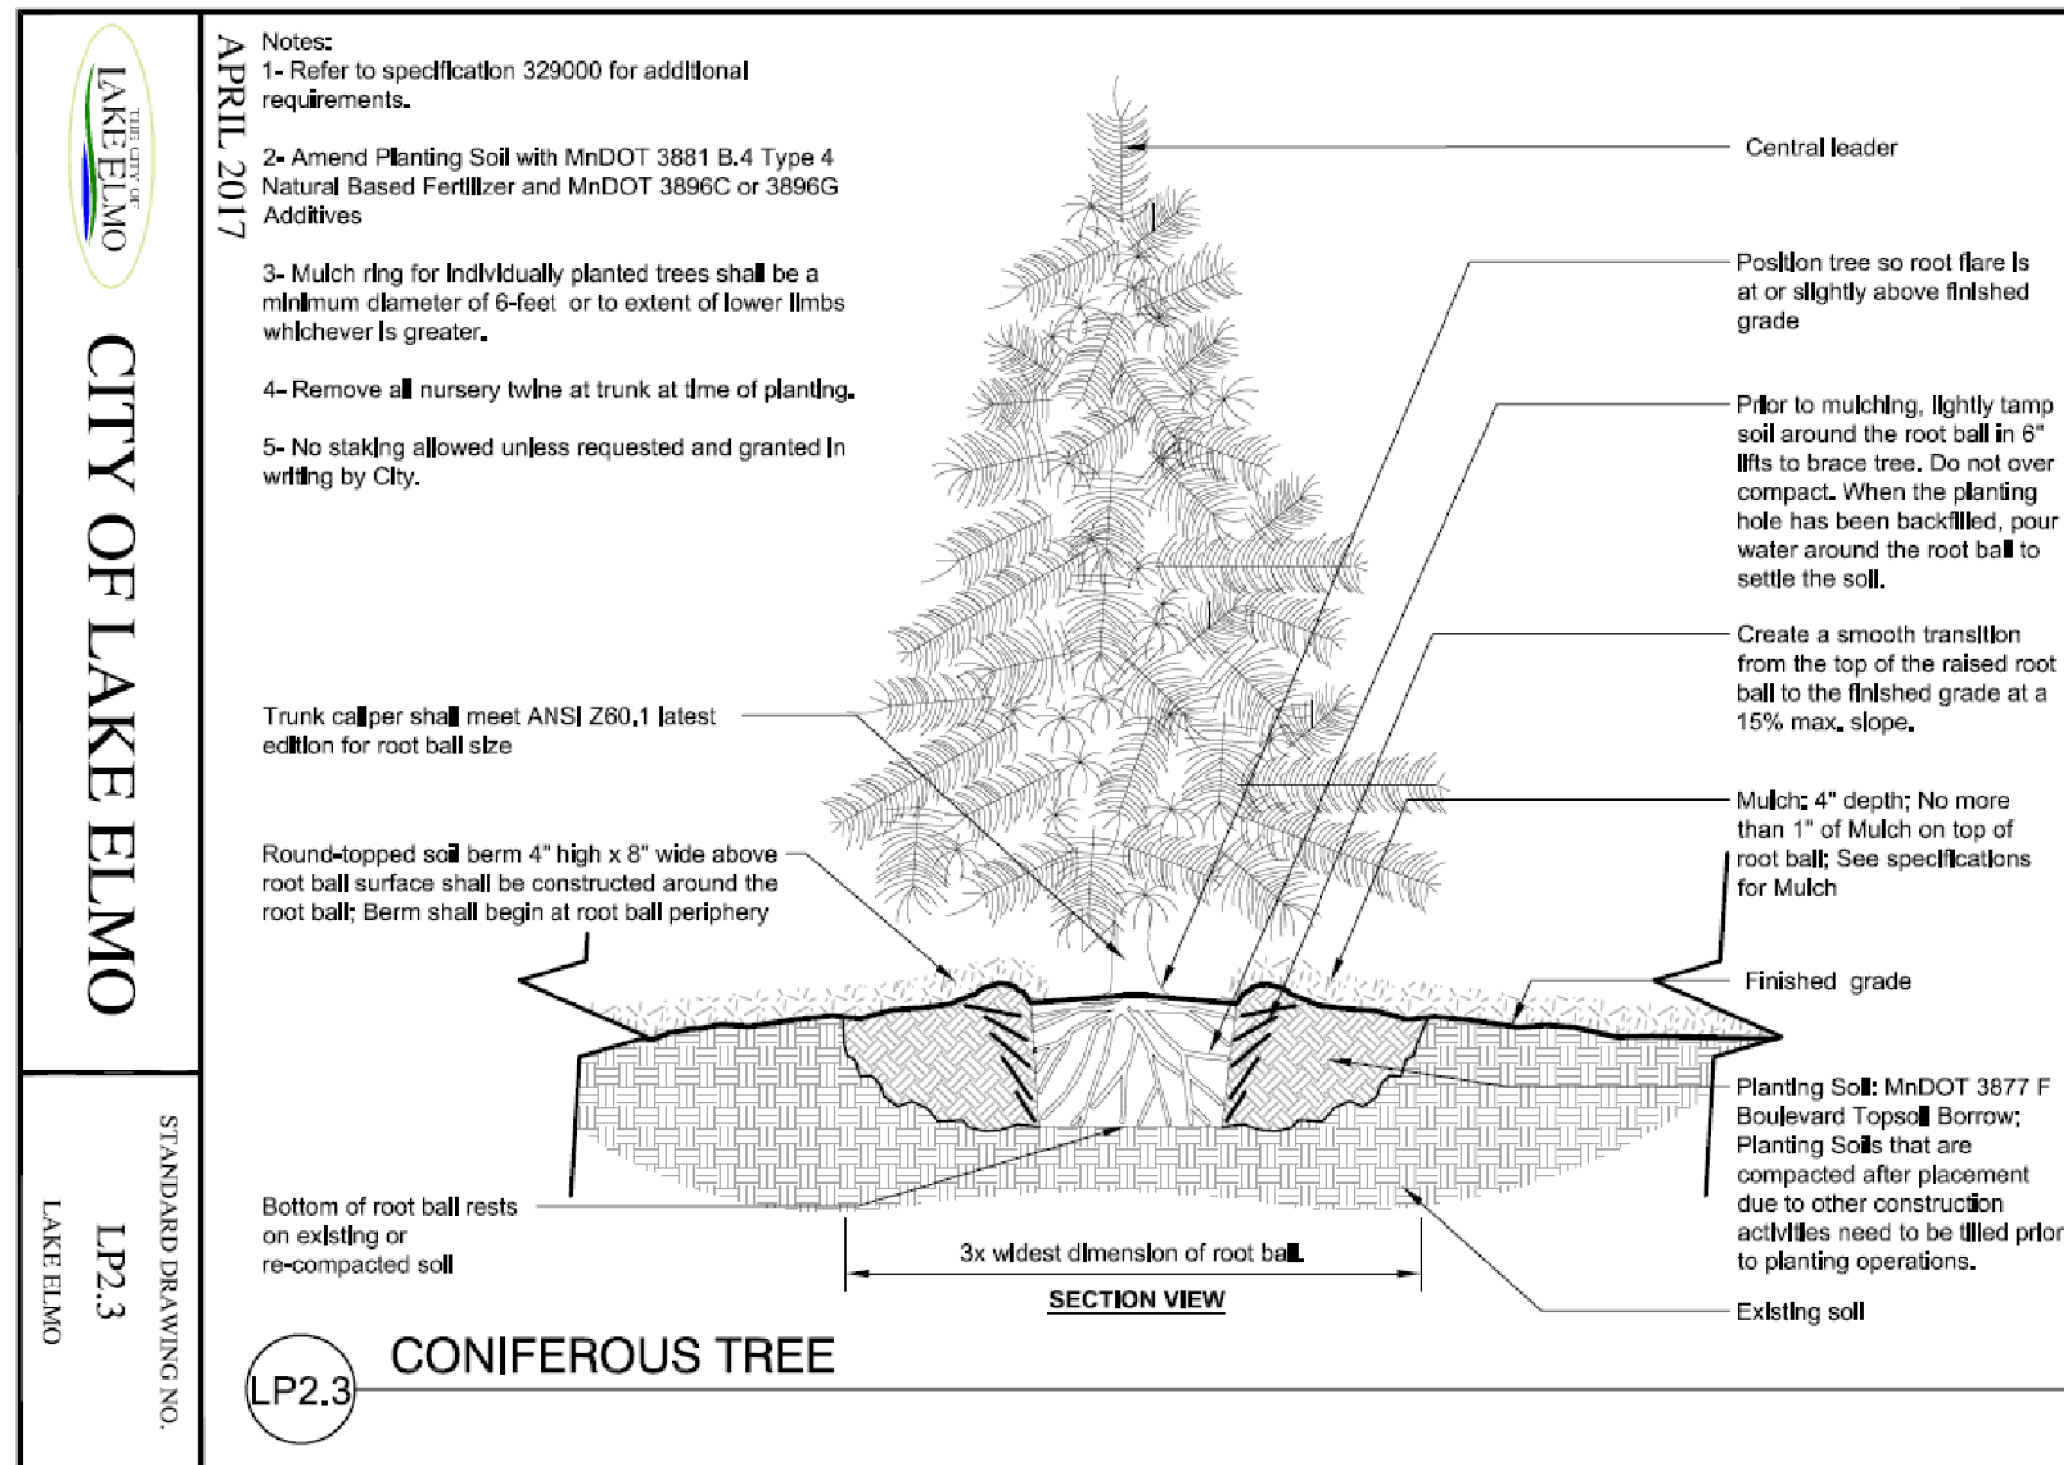 THE CITY OF
LAKE ELMO
CITY OF LAKE ELMO
STANDARD DRAWING NO.
LP2.3
LAKE ELMO
APRIL 2017
Notes:
1- Refer to specification 329000 for additional
requirements.
2- Amend Planting Soil with MnDOT 3881 B.4 Type 4
Natural Based Fertilizer and MnDOT 3896C or 3896G
Additives
3- Mulch ring for individually planted trees shall be a
minimum diameter of 6-feet or to extent of lower limbs
whichever is greater.
4- Remove all nursery twine at trunk at time of planting.
5- No staking allowed unless requested and granted in
writing by City.
Trunk caliper shall meet ANSI Z60.1 latest
edition for root ball size
Round-topped soil berm 4" high x 8" wide above
root ball surface shall be constructed around the
root ball; Berm shall begin at root ball periphery
Bottom of root ball rests
on existing or
re-compacted soil
Central leader
Position tree so root flare is
at or slightly above finished
grade
Prior to mulching, lightly tamp
soil around the root ball in 6"
lifts to brace tree. Do not over
compact. When the planting
hole has been backfilled, pour
water around the root ball to
settle the soil.
Create a smooth transition
from the top of the raised root
ball to the finished grade at a
15% max. slope.
Mulch: 4" depth; No more
than 1" of Mulch on top of
root ball; See specifications
for Mulch
Finished grade
Planting Soil: MnDOT 3877 F
Boulevard Topsoil Borrow;
Planting Soils that are
compacted after placement
due to other construction
activities need to be tilled prior
to planting operations.
Existing soil
3x widest dimension of root ball.
SECTION VIEW
LP2.3
CONIFEROUS TREE